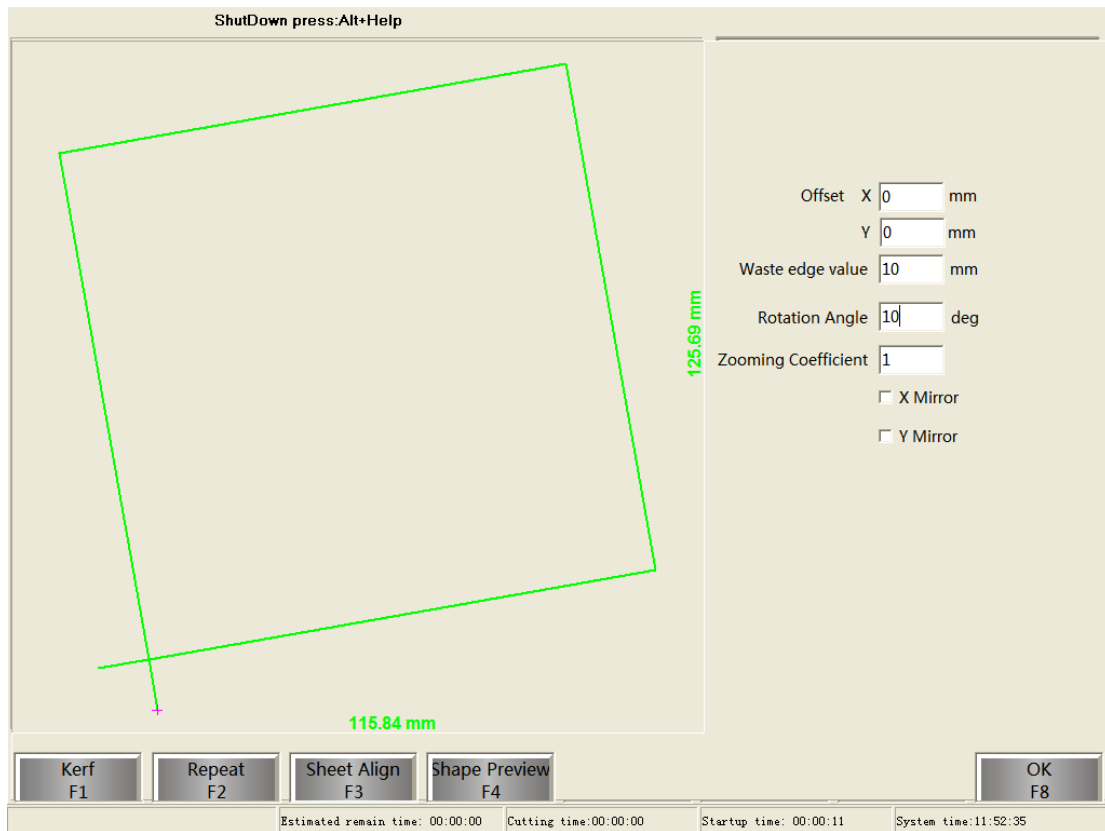 ShutDown press:Alt+Help
Offset X 0 mm
Y 0 mm
Waste edge value 10 mm
125.69 mm
Rotation Angle 10 deg
Zooming Coefficient 1
X Mirror
Y Mirror
115.84 mm
Kerf
F1
Repeat
F2
Sheet Align
F3
Shape Preview
F4
OK
F8
Estimated remain time: 00:00:00
Cutting time:00:00:00
Startup time: 00:00:11
System time:11:52:35